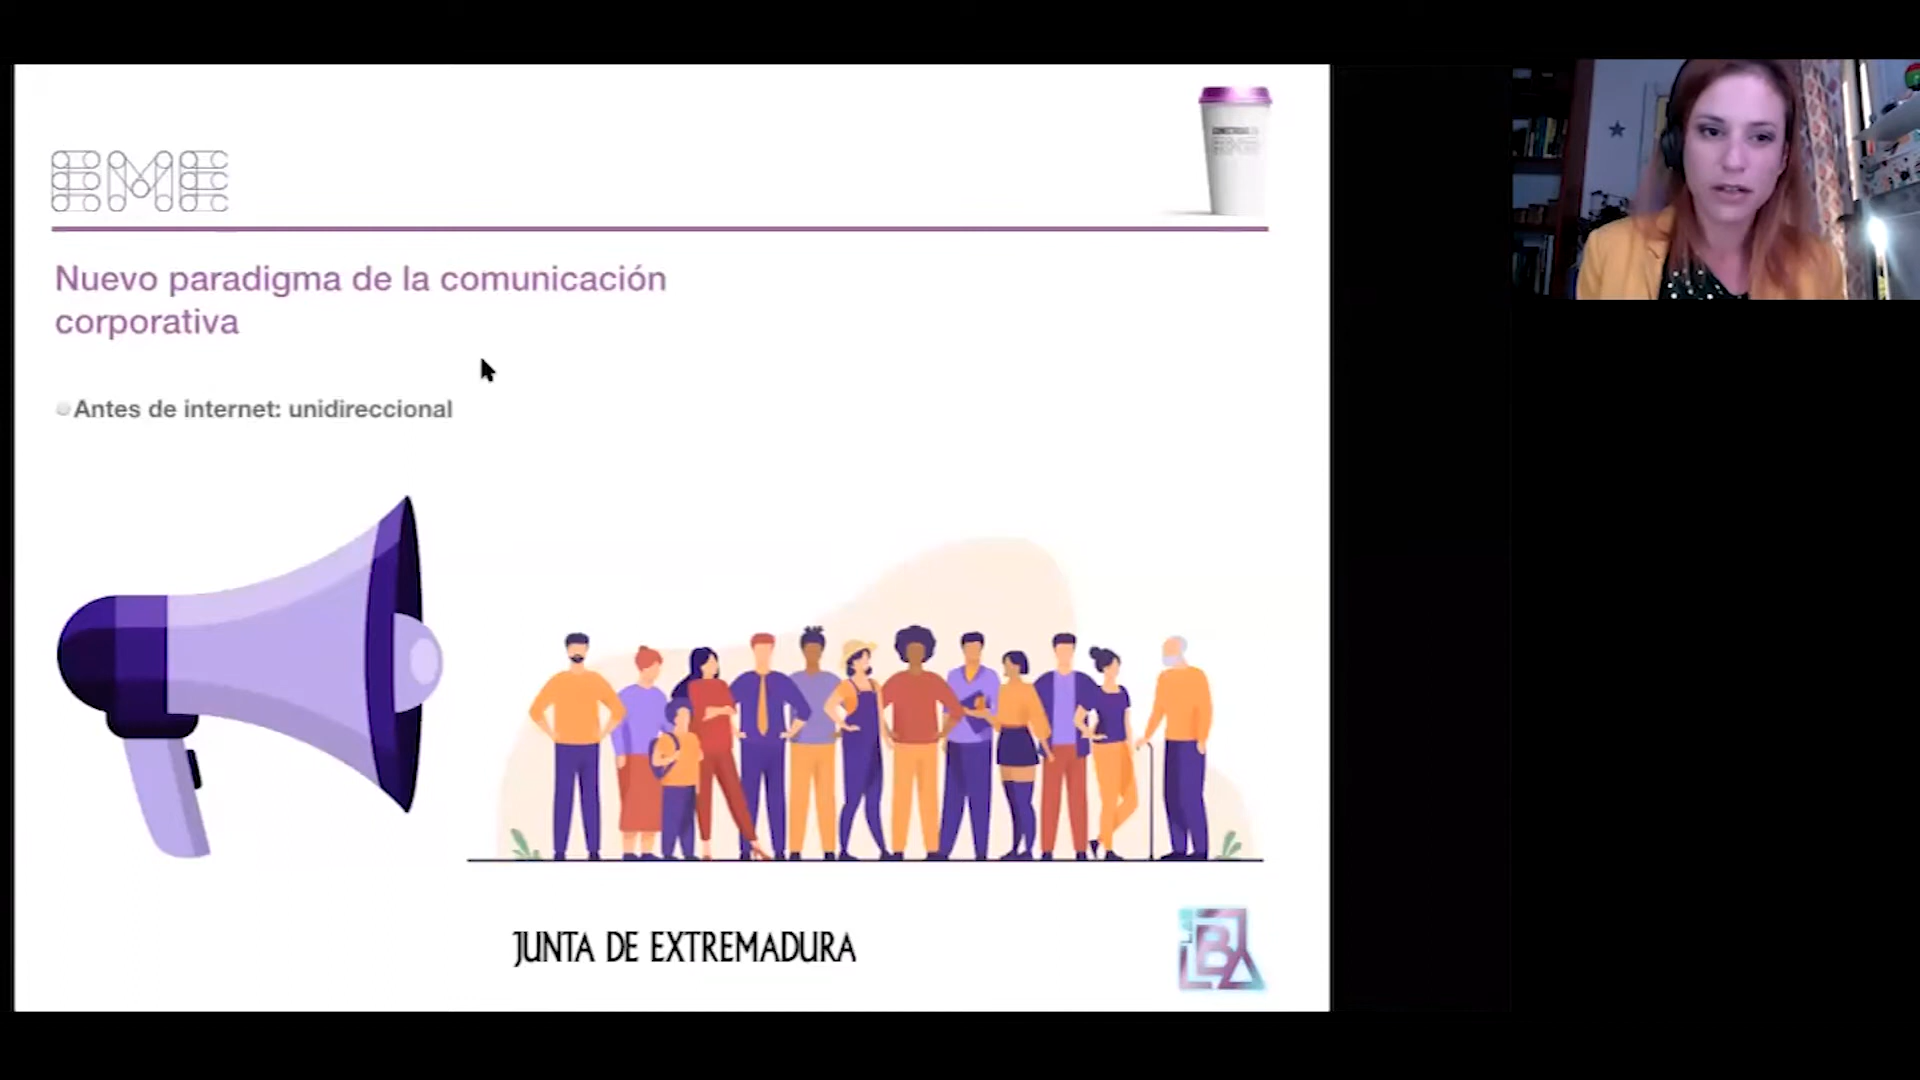 EME
Nuevo paradigma de la comunicación
corporativa
Antes de internet: unidireccional
JUNTA DE EXTREMADURA